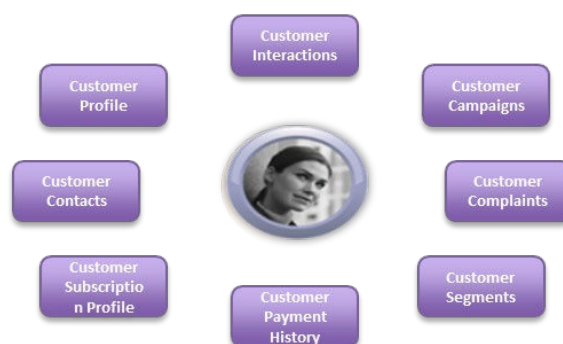 Customer
Interactions
Customer
Profile
Customer
Campaigns
Customer
Contacts
Customer
Complaints
Customer
Subscriptio
n Profile
Customer
Segments
Customer
Payment
History